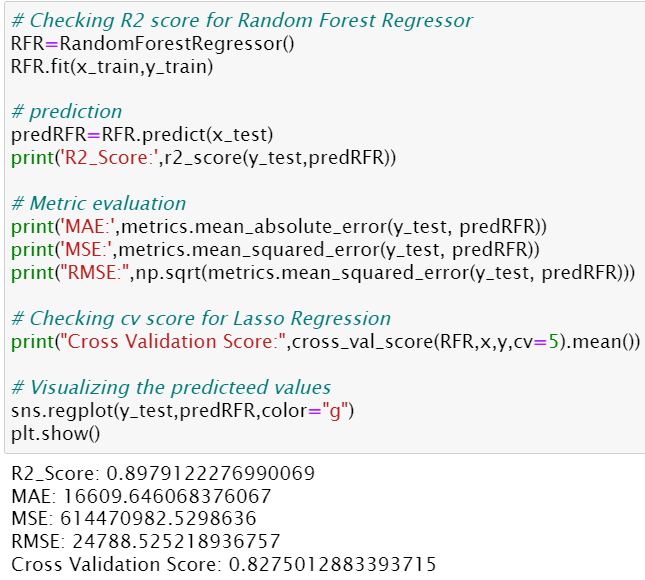 # Checking R2 score for Random Forest Regressor
RFR=RandomForestRegressor()
RFR.fit(x_train,y_train)
# prediction
predRFR=RFR.predict(x_test)
print('R2_Score:',r2_score(y_test,predRFR))
# Metric evaluation
print('MAE:',metrics.mean_absolute_error(y_test, predRFR))
print('MSE:',metrics.mean_squared_error(y_test, predRFR))
print("RMSE:",np.sqrt(metrics.mean_squared_error(y_test, predRFR)))
# Checking cv score for Lasso Regression
print("Cross Validation Score:",cross_val_score(RFR,x,y,cv=5).mean())
# Visualizing the predicteed values
sns.regplot(y_test,predRFR,color="g")
plt.show()
R2_Score: 0.8979122276990069
MAE: 16609.646068376067
MSE: 614470982.5298636
RMSE: 24788.525218936757
Cross Validation Score: 0.8275012883393715